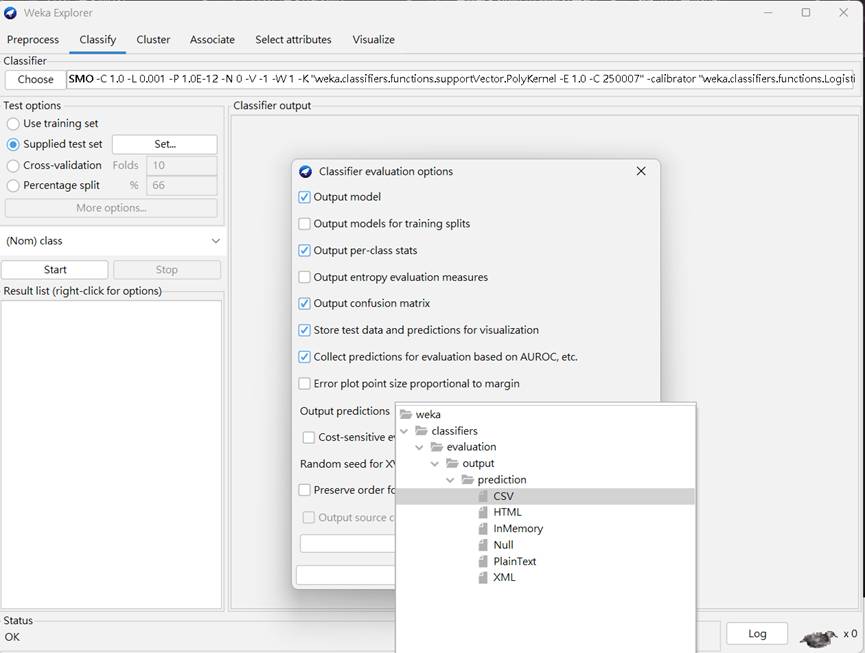 Weka Explorer
Preprocess Classify Cluster Associate Select attributes Visualize
Classifier
Choose SMO -C 1.0 -L 0.001 -P 1.0E-12 -N 0 -V -1 -W 1 -K "weka.classifiers.functions.supportVector.PolyKernel -E 1.0 -C 250007" -calibrator "weka.classifiers.functions.Logisti
Test options
Use training set
Supplied test set Set...
Cross-validation Folds 10
Percentage split % 66
More options...
(Nom) class
Start Stop
Result list (right-click for options)
Classifier output
Classifier evaluation options
Output model
Output models for training splits
Output per-class stats
Output entropy evaluation measures
Output confusion matrix
Store test data and predictions for visualization
Collect predictions for evaluation based on AUROC, etc.
Error plot point size proportional to margin
Output predictions
Cost-sensitive
Random seed for
Preserve order
Output source
weka
classifiers
evaluation
output
prediction
CSV
HTML
InMemory
Null
PlainText
XML
Status
OK
Log x 0